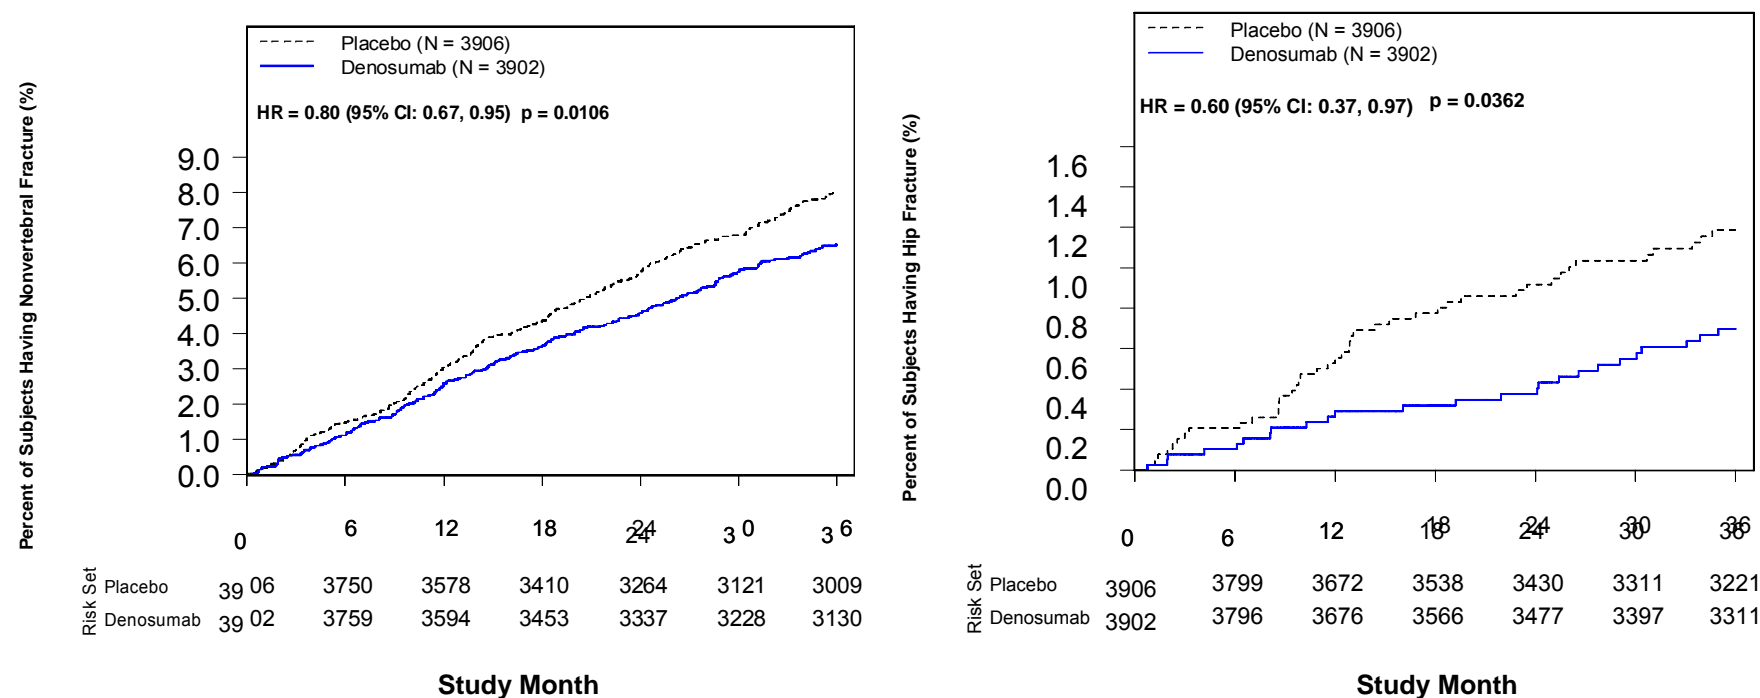 Placebo (N = 3906)
Denosumab (N = 3902)
HR = 0.80 (95% CI: 0.67, 0.95) p = 0.0106
Percent of Subjects Having Nonvertebral Fracture (%)
9.0
8.0
7.0
6.0
5.0
4.0
3.0
2.0
1.0
0.0
0 6 12 18 24 30 36
Risk Set
Placebo 3906 3750 3578 3410 3264 3121 3009
Denosumab 3902 3759 3594 3453 3337 3228 3130
Study Month
Placebo (N = 3906)
Denosumab (N = 3902)
HR = 0.60 (95% CI: 0.37, 0.97) p = 0.0362
Percent of Subjects Having Hip Fracture (%)
1.6
1.4
1.2
1.0
0.8
0.6
0.4
0.2
0.0
0 6 12 18 24 30 36
Risk Set
Placebo 3906 3799 3672 3538 3430 3311 3221
Denosumab 3902 3796 3676 3566 3477 3397 3311
Study Month